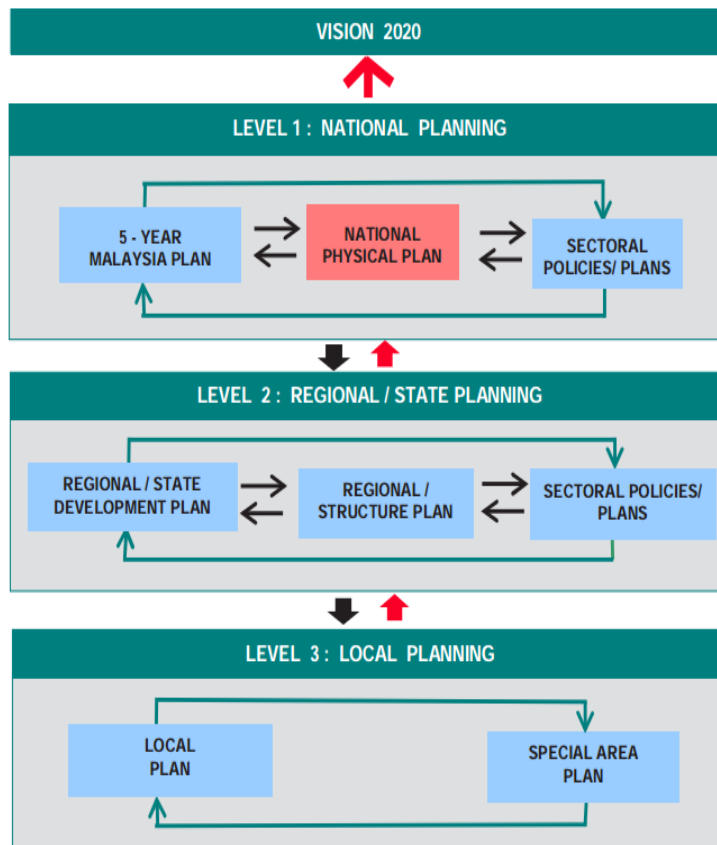 VISION 2020
LEVEL 1 : NATIONAL PLANNING
5 - YEAR
MALAYSIA PLAN
NATIONAL
PHYSICAL PLAN
SECTORAL
POLICIES/ PLANS
LEVEL 2 : REGIONAL / STATE PLANNING
REGIONAL / STATE
DEVELOPMENT PLAN
REGIONAL /
STRUCTURE PLAN
SECTORAL POLICIES/
PLANS
LEVEL 3 : LOCAL PLANNING
LOCAL
PLAN
SPECIAL AREA
PLAN